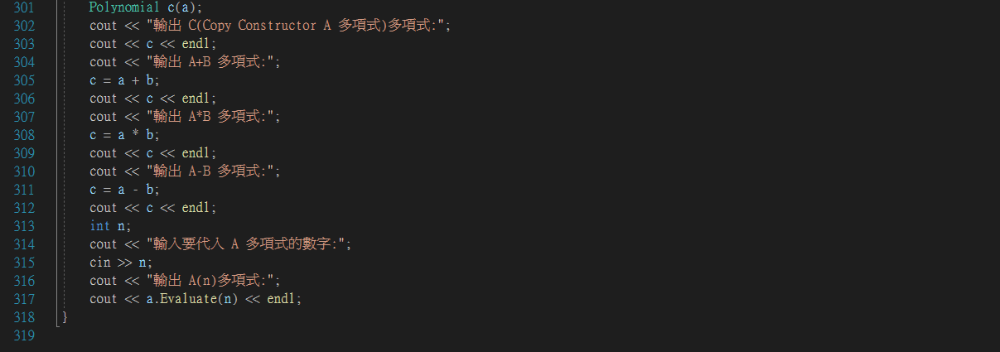 301 Polynomial c(a);
302 cout << "輸出 C(Copy Constructor A 多項式)多項式:";
303 cout << c << endl;
304 cout << "輸出 A+B 多項式:";
305 c = a + b;
306 cout << c << endl;
307 cout << "輸出 A*B 多項式:";
308 c = a * b;
309 cout << c << endl;
310 cout << "輸出 A-B 多項式:";
311 c = a - b;
312 cout << c << endl;
313 int n;
314 cout << "輸入要代入 A 多項式的數字:";
315 cin >> n;
316 cout << "輸出 A(n)多項式:";
317 cout << a.Evaluate(n) << endl;
318 }
319